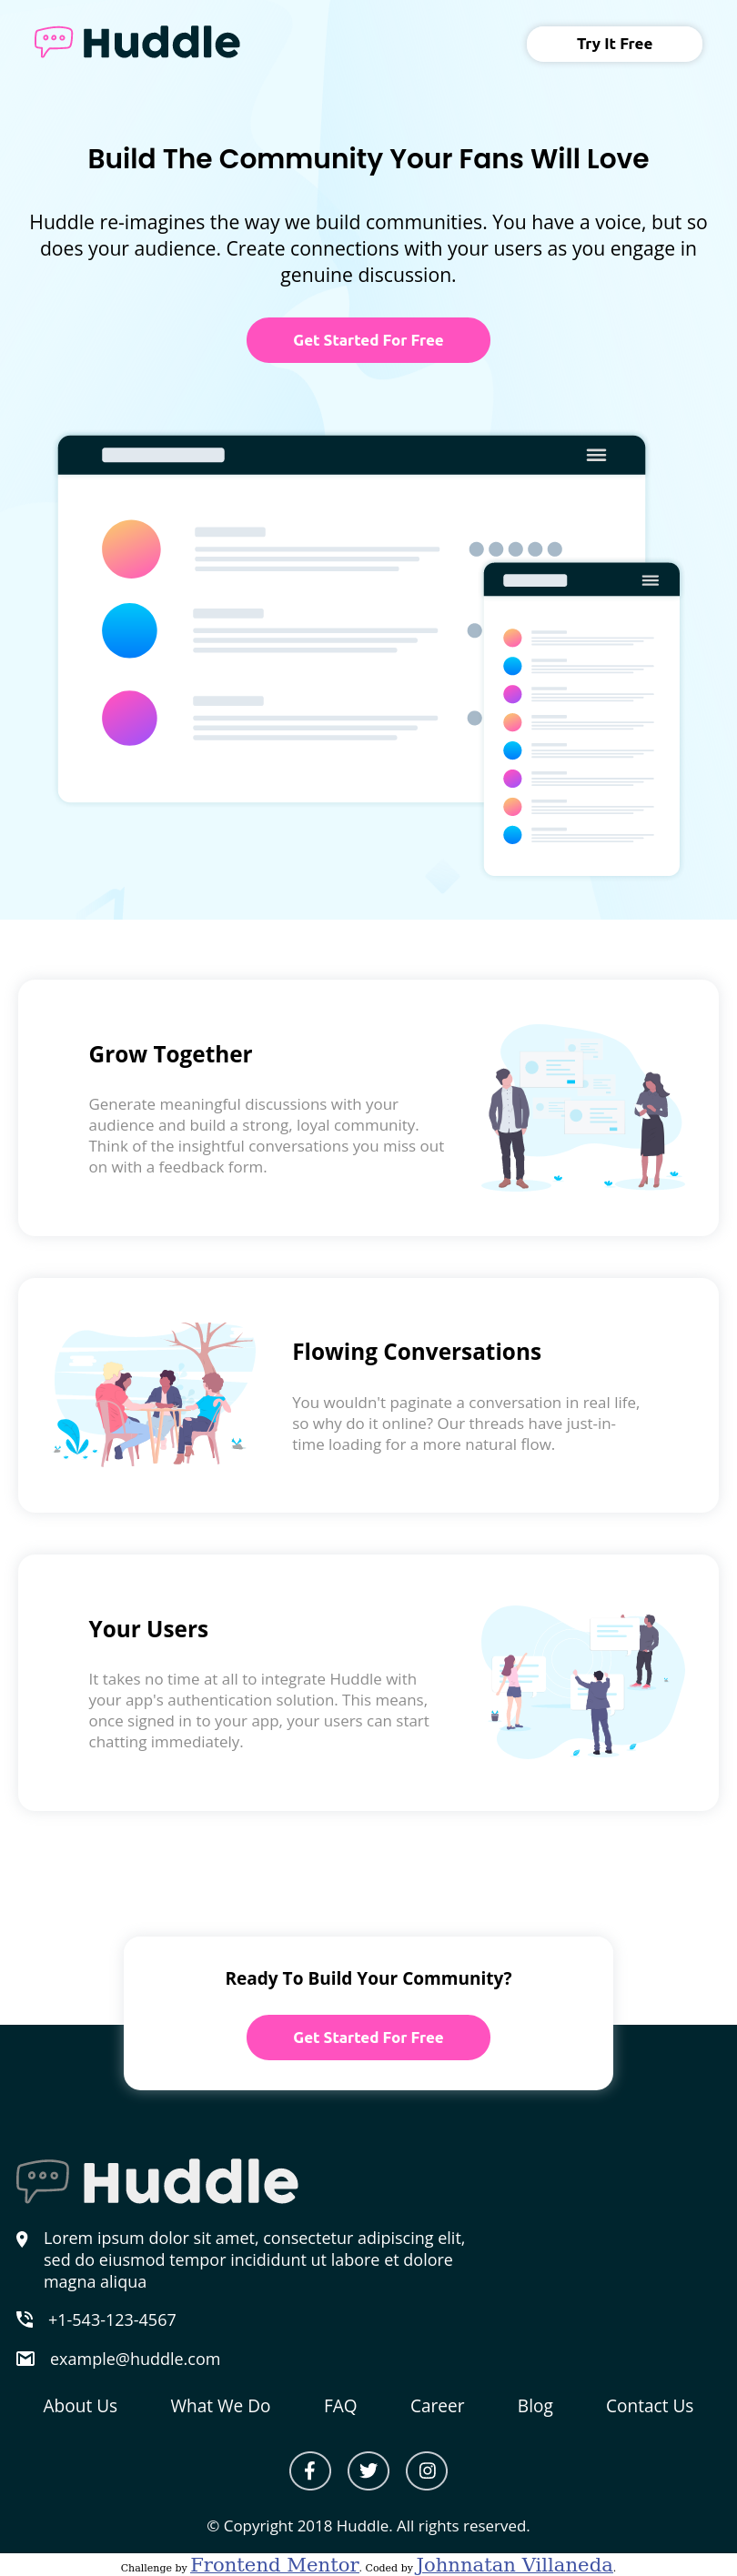 Huddle
Try It Free
Build The Community Your Fans Will Love
Huddle re-imagines the way we build communities. You have a voice, but so
does your audience. Create connections with your users as you engage in
genuine discussion.
Get Started For Free
Grow Together
Generate meaningful discussions with your
audience and build a strong, loyal community.
Think of the insightful conversations you miss out
on with a feedback form.
Flowing Conversations
You wouldn't paginate a conversation in real life,
so why do it online? Our threads have just-in-
time loading for a more natural flow.
Your Users
It takes no time at all to integrate Huddle with
your app's authentication solution. This means,
once signed in to your app, your users can start
chatting immediately.
Ready To Build Your Community?
Get Started For Free
Huddle
Lorem ipsum dolor sit amet, consectetur adipiscing elit,
sed do eiusmod tempor incididunt ut labore et dolore
magna aliqua
+1-543-123-4567
example@huddle.com
About Us What We Do FAQ Career Blog Contact Us
© Copyright 2018 Huddle. All rights reserved.
Challenge by Frontend Mentor. Coded by Johnnatan Villaneda.